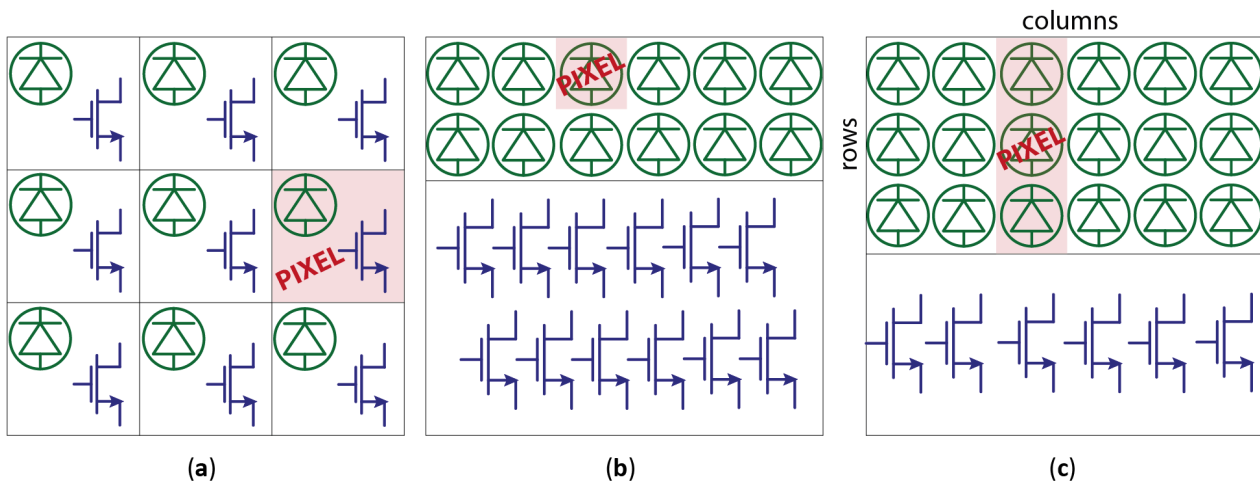 columns
rows
PIXEL
PIXEL
PIXEL
(a)
(b)
(c)